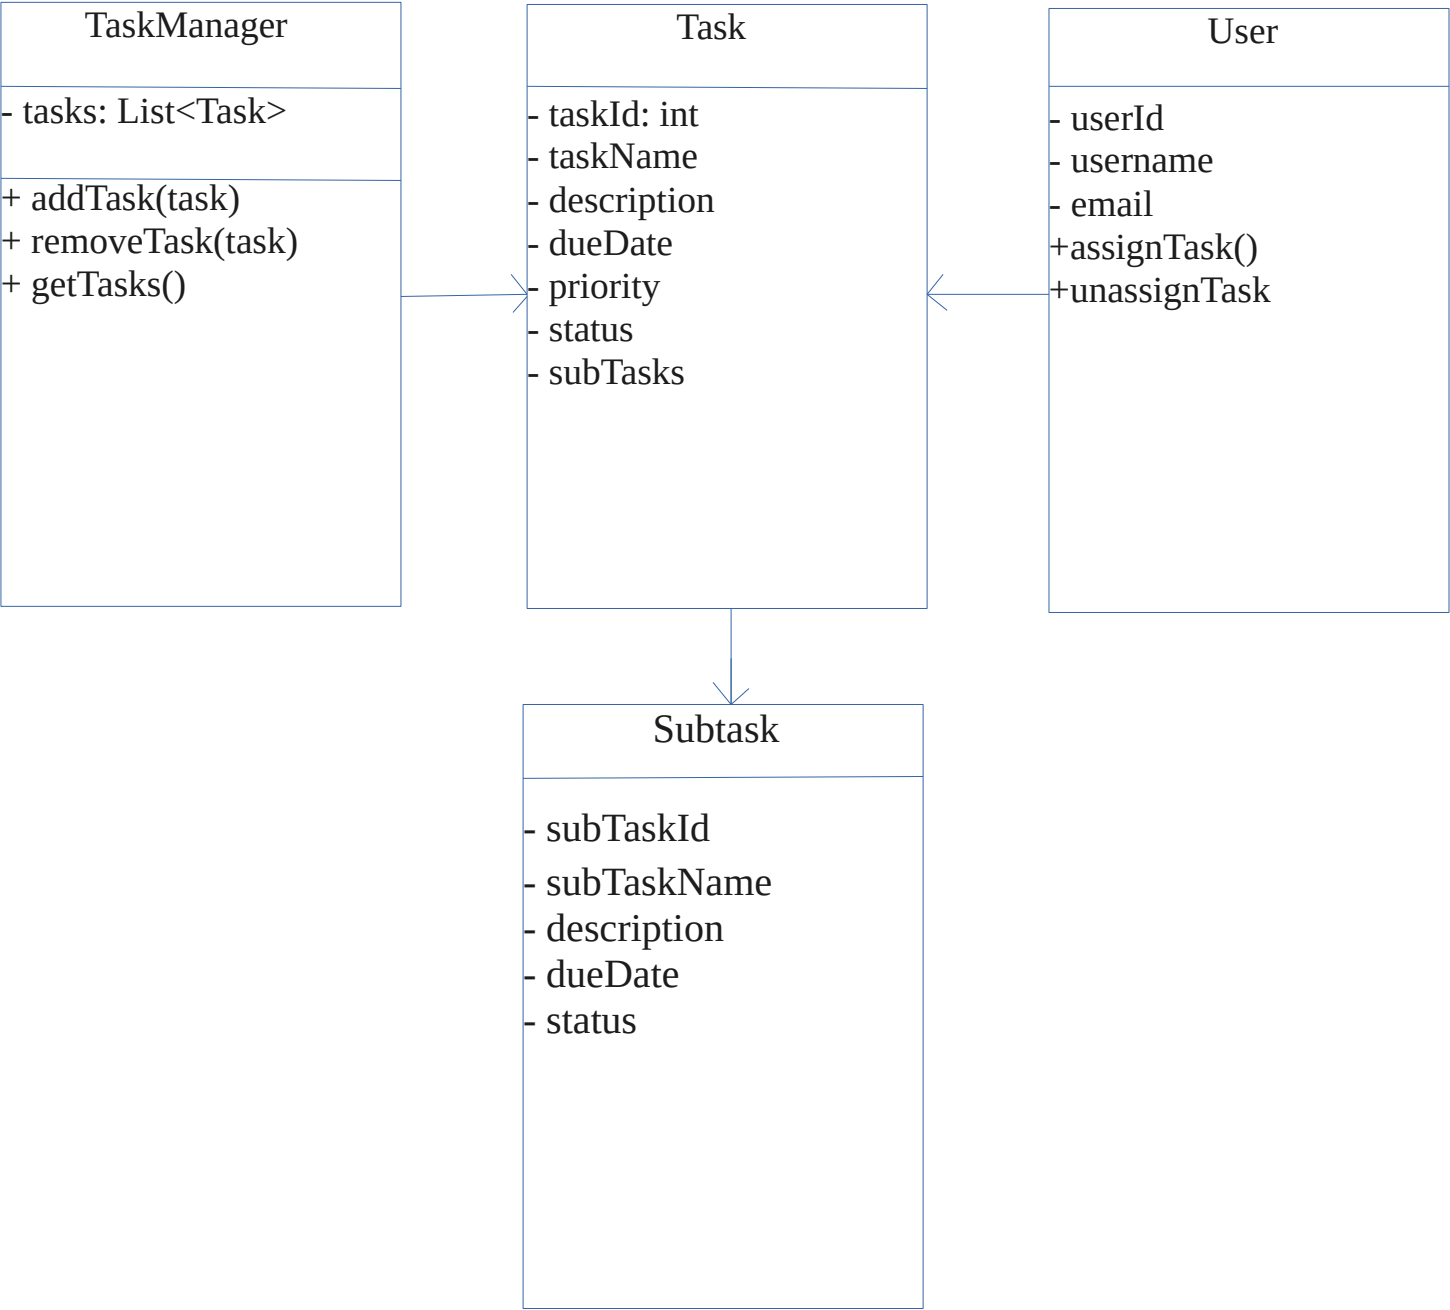 TaskManager
- tasks: List<Task>
+ addTask(task)
+ removeTask(task)
+ getTasks()
Task
- taskId: int
- taskName
- description
- dueDate
- priority
- status
- subTasks
User
- userId
- username
- email
+assignTask()
+unassignTask
Subtask
- subTaskId
- subTaskName
- description
- dueDate
- status